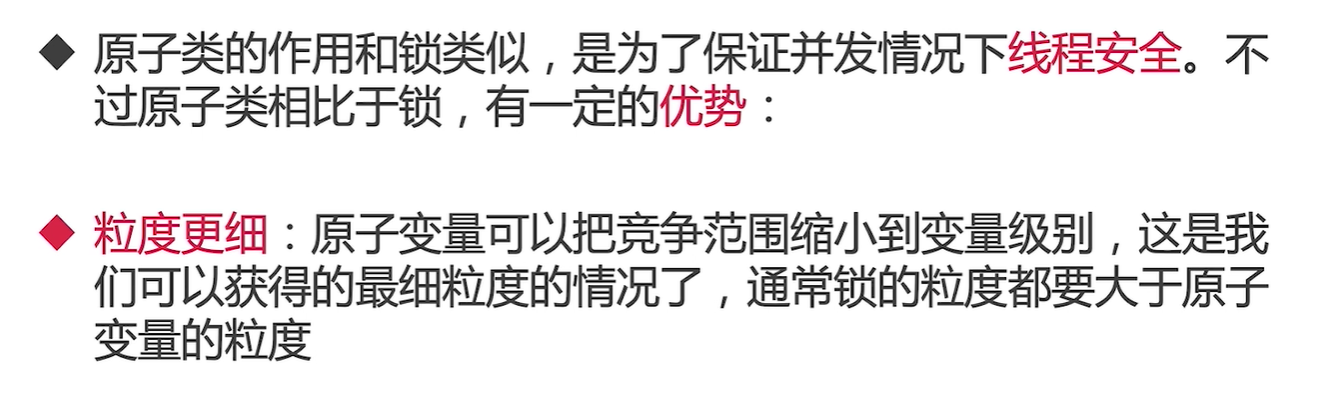 ◆ 原子类的作用和锁类似，是为了保证并发情况下线程安全。不
过原子类相比于锁，有一定的优势：
◆ 粒度更细：原子变量可以把竞争范围缩小到变量级别，这是我
们可以获得的最细粒度的情况了，通常锁的粒度都要大于原子
变量的粒度